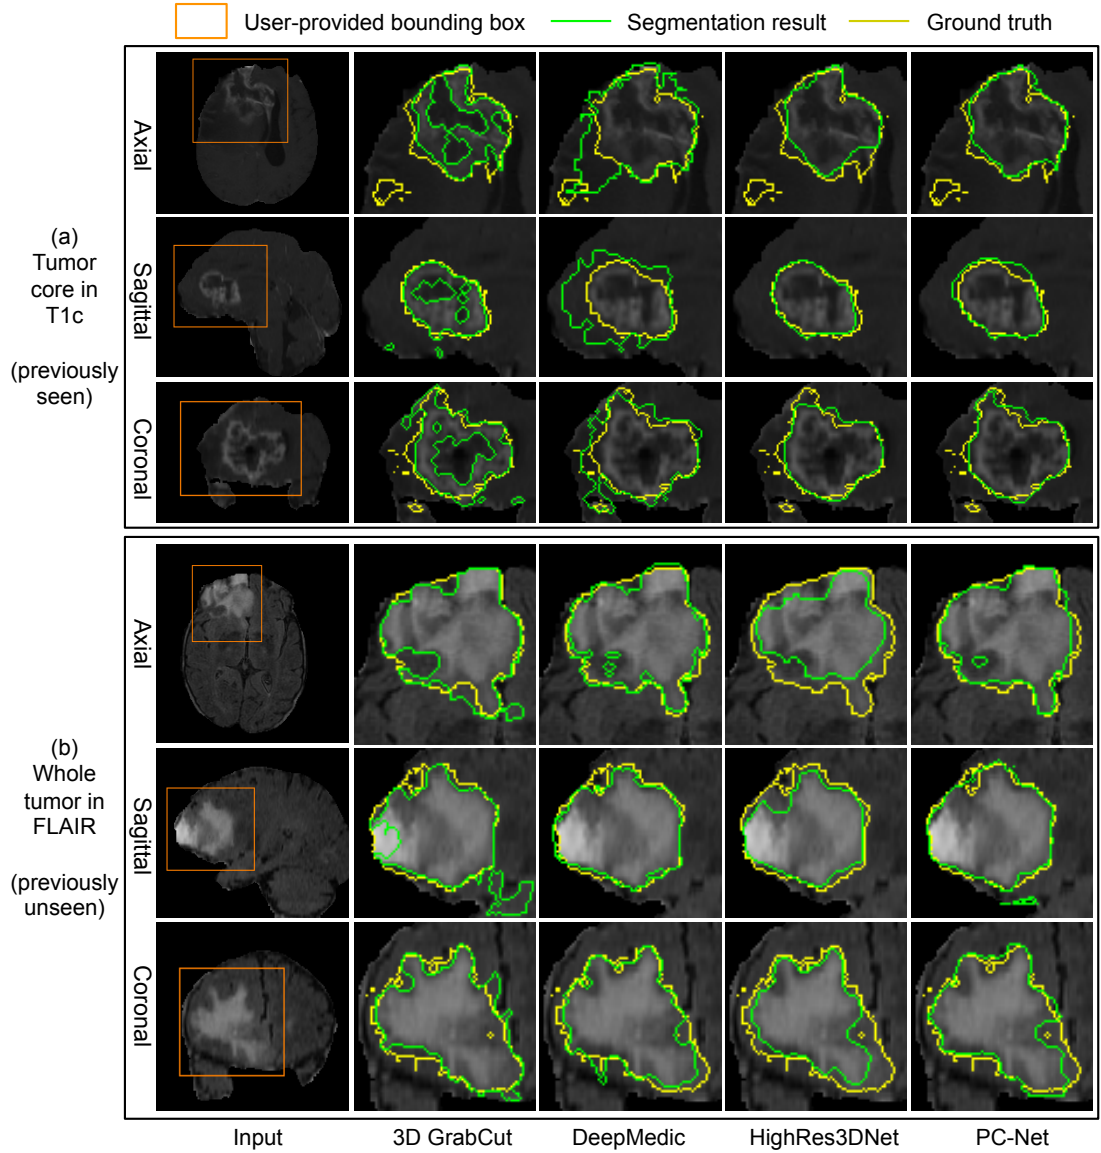 User-provided bounding box
Segmentation result
Ground truth
(a)
Tumor
core in
T1c
(previously
seen)
Axial
Sagittal
Coronal
(b)
Whole
tumor in
FLAIR
(previously
unseen)
Axial
Sagittal
Coronal
Input
3D GrabCut
DeepMedic
HighRes3DNet
PC-Net